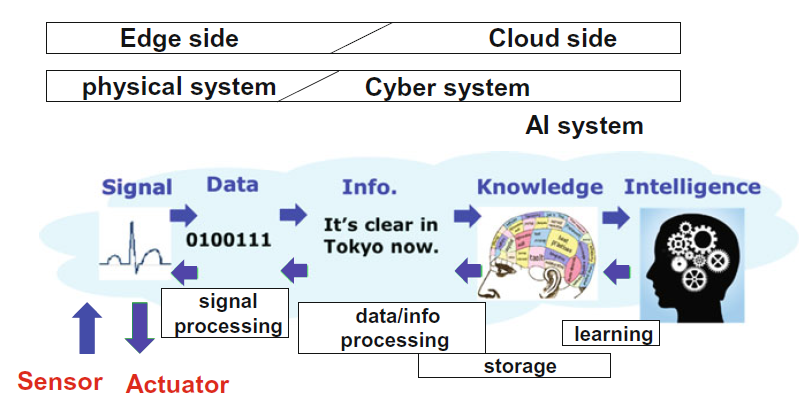 Edge side
Cloud side
physical system
Cyber system
AI system
Signal
Data
Info.
Knowledge
Intelligence
0100111
It's clear in
Tokyo now.
signal
processing
data/info
processing
learning
storage
Sensor
Actuator